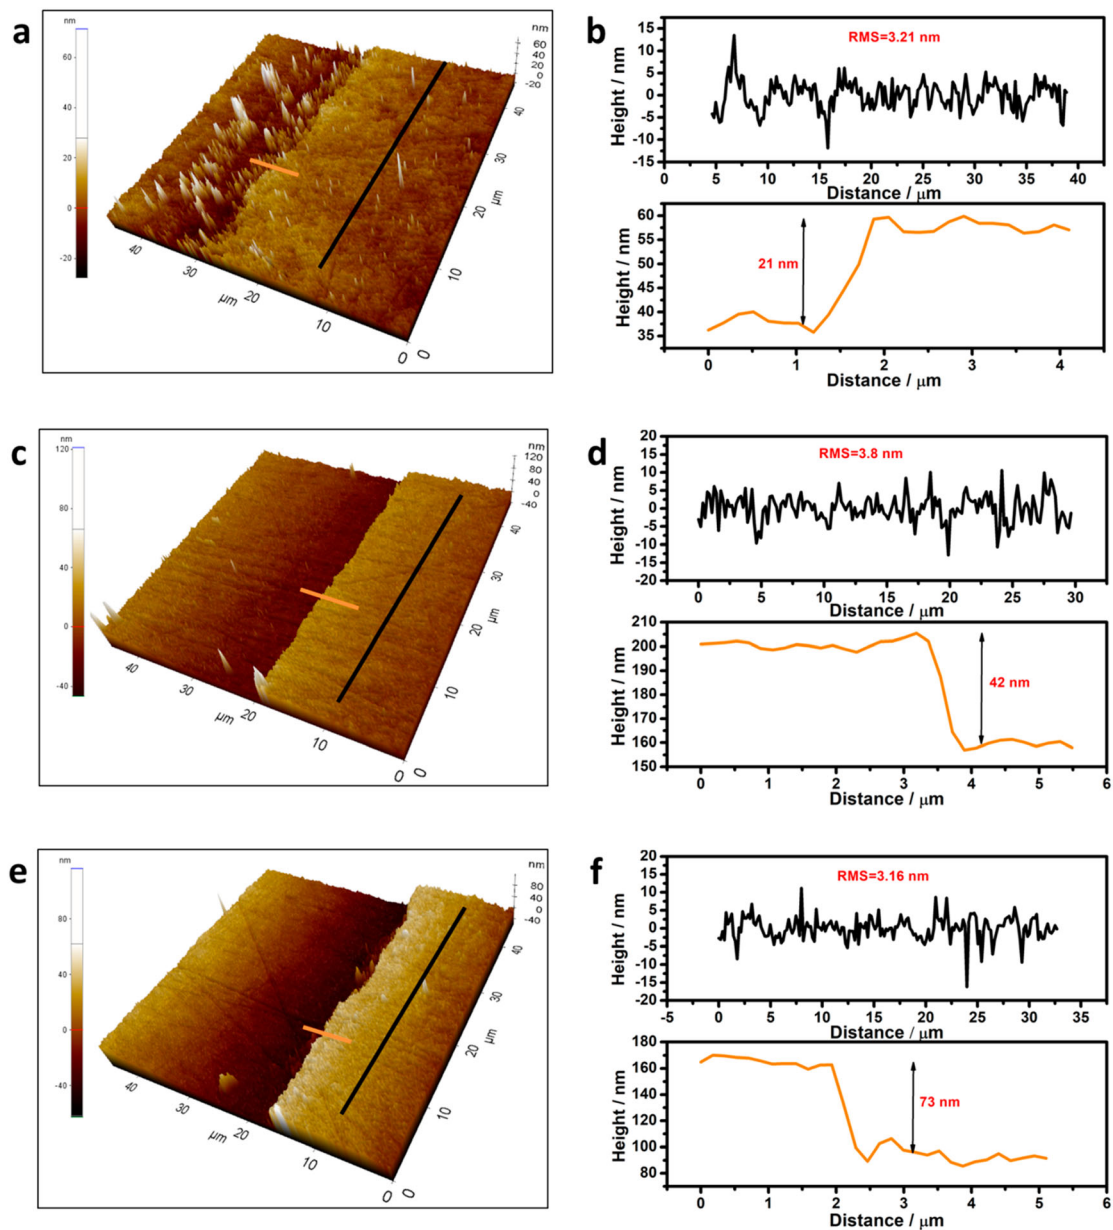 a
nm
60
40
20
0
-20
nm
60
40
20
0
-20
40
30
20
10
0
μm
40
30
20
10
0
μm
b
RMS=3.21 nm
Height / nm
15
10
5
0
-5
-10
-15
0 5 10 15 20 25 30 35 40
Distance / μm
21 nm
Height / nm
60
55
50
45
40
35
0 1 2 3 4
Distance / μm
c
nm
120
80
40
0
-40
nm
120
80
40
0
-40
40
30
20
10
0
μm
40
30
20
10
0
μm
d
RMS=3.8 nm
Height / nm
20
15
10
5
0
-5
-10
-15
-20
0 5 10 15 20 25 30
Distance / μm
42 nm
Height / nm
210
200
190
180
170
160
150
0 1 2 3 4 5 6
Distance / μm
e
nm
80
40
0
-40
nm
80
40
0
-40
40
30
20
10
0
μm
40
30
20
10
0
μm
f
RMS=3.16 nm
Height / nm
20
15
10
5
0
-5
-10
-15
-20
-5 0 5 10 15 20 25 30 35
Distance / μm
73 nm
Height / nm
180
160
140
120
100
80
0 1 2 3 4 5
Distance / μm